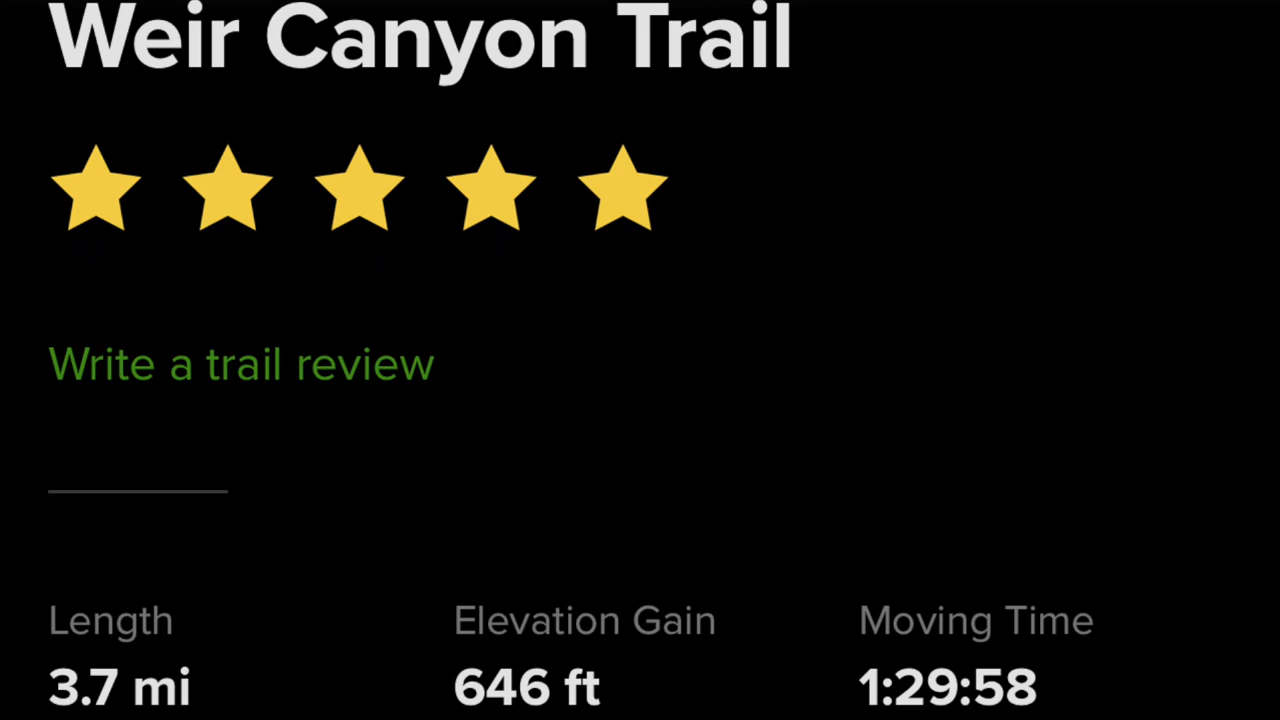 Weir Canyon Trail
Write a trail review
Length Elevation Gain Moving Time
3.7 mi 646 ft 1:29:58